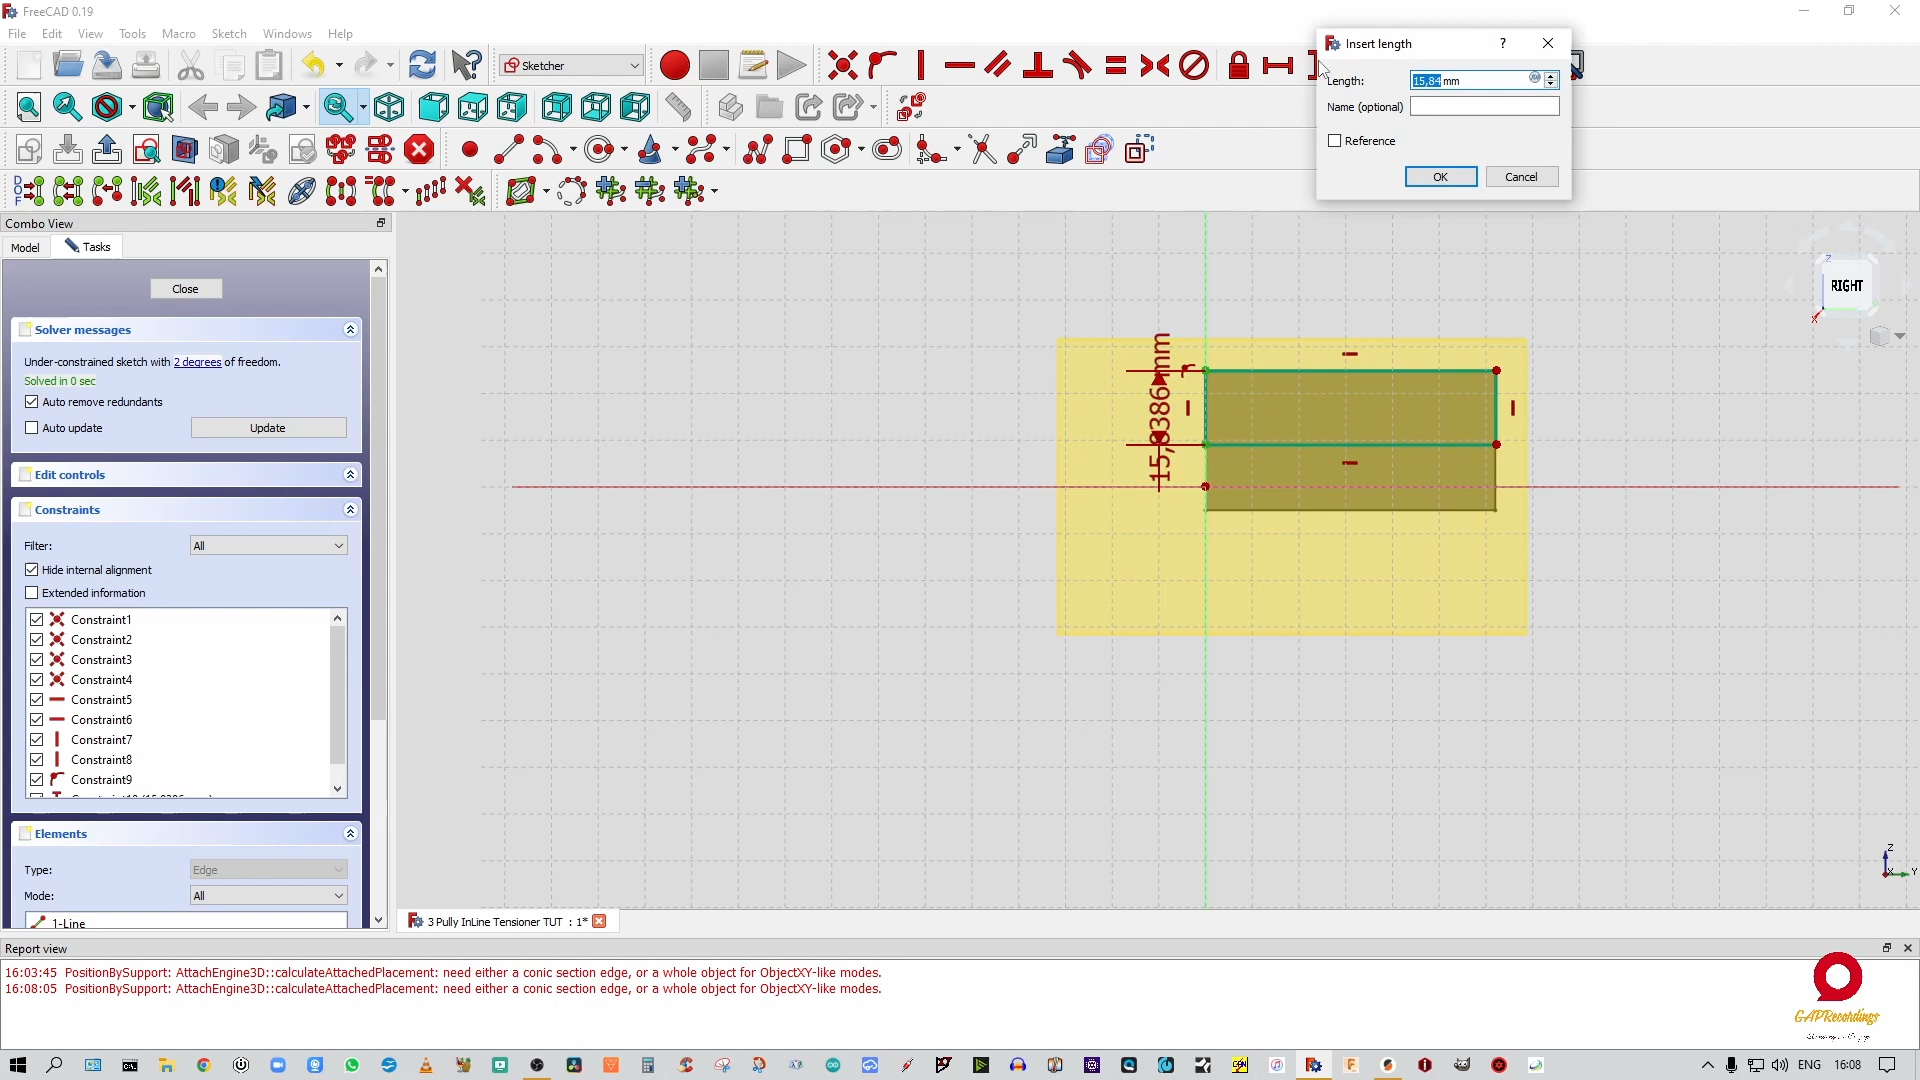 FreeCAD 0.19
File Edit View Tools Macro Sketch Windows Help
Sketcher
Insert length
?
Length: 15,84 mm
Name (optional)
Reference
OK Cancel
Combo View
Model Tasks
Close
Solver messages
Under-constrained sketch with 2 degrees of freedom.
Solved in 0 sec
Auto remove redundants
Auto update Update
Edit controls
Constraints
Filter: All
Hide internal alignment
Extended information
Constraint1
Constraint2
Constraint3
Constraint4
Constraint5
Constraint6
Constraint7
Constraint8
Constraint9
Elements
Type: Edge
Mode: All
1-Line
15,8386 mm
RIGHT
Z
X
Z
X
Y
3 Pully InLine Tensioner TUT : 1*
Report view
16:03:45 PositionBySupport: AttachEngine3D::calculateAttachedPlacement: need either a conic section edge, or a whole object for ObjectXY-like modes.
16:08:05 PositionBySupport: AttachEngine3D::calculateAttachedPlacement: need either a conic section edge, or a whole object for ObjectXY-like modes.
GAPRecordings
ENG 16:08